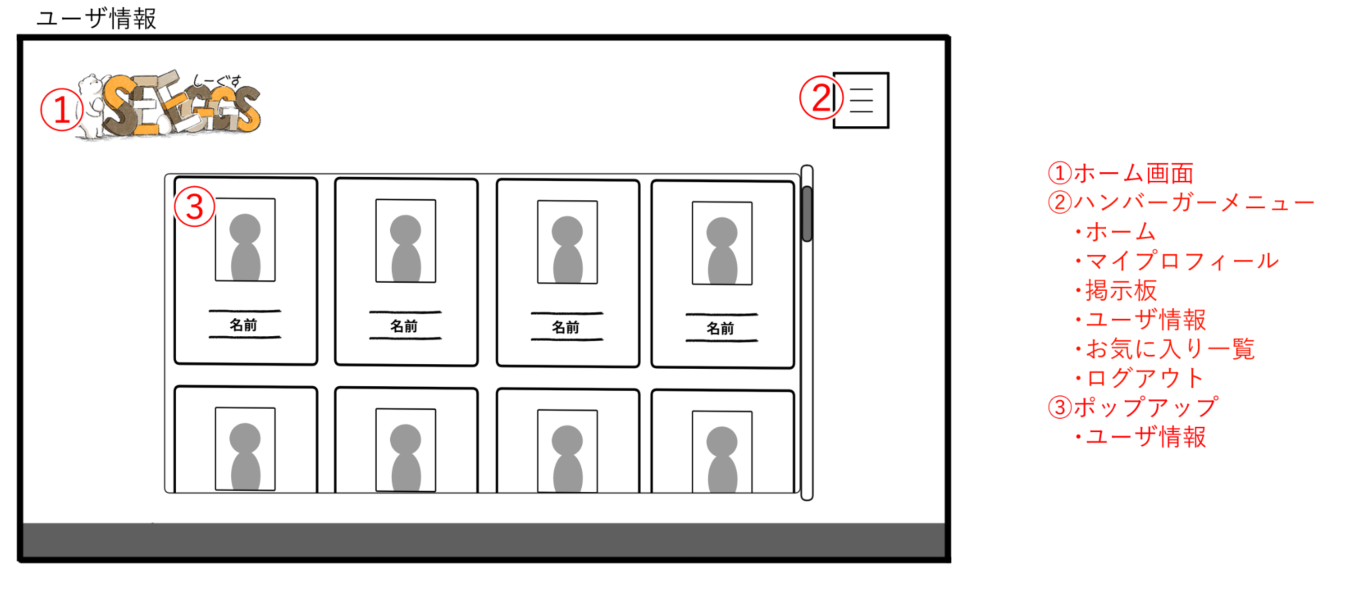 ユーザ情報
しーぐす
SEEGGS
①
②
③
名前
名前
名前
名前
①ホーム画面
②ハンバーガーメニュー
・ホーム
・マイプロフィール
・掲示板
・ユーザ情報
・お気に入り一覧
・ログアウト
③ポップアップ
・ユーザ情報